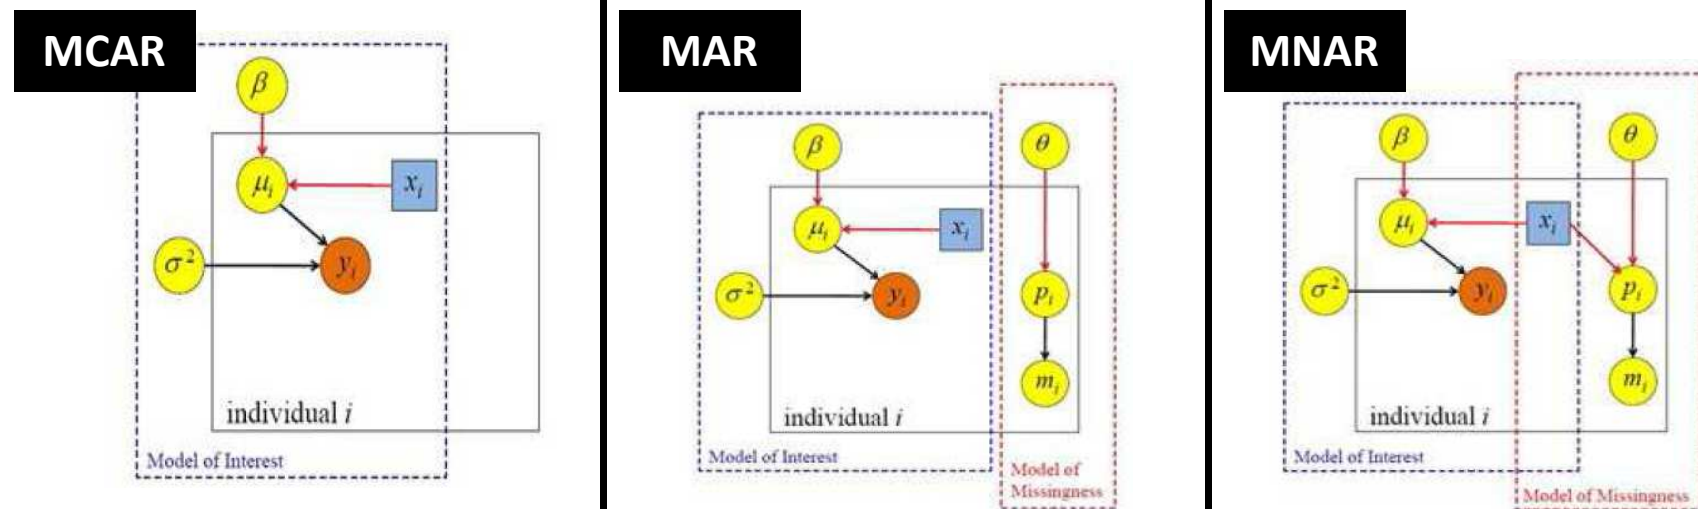 MCAR
β
μᵢ
xᵢ
σ²
yᵢ
individual i
Model of Interest
MAR
β
θ
μᵢ
xᵢ
σ²
yᵢ
pᵢ
mᵢ
individual i
Model of Interest
Model of
Missingness
MNAR
β
θ
μᵢ
xᵢ
σ²
yᵢ
pᵢ
mᵢ
individual i
Model of Interest
Model of Missingness